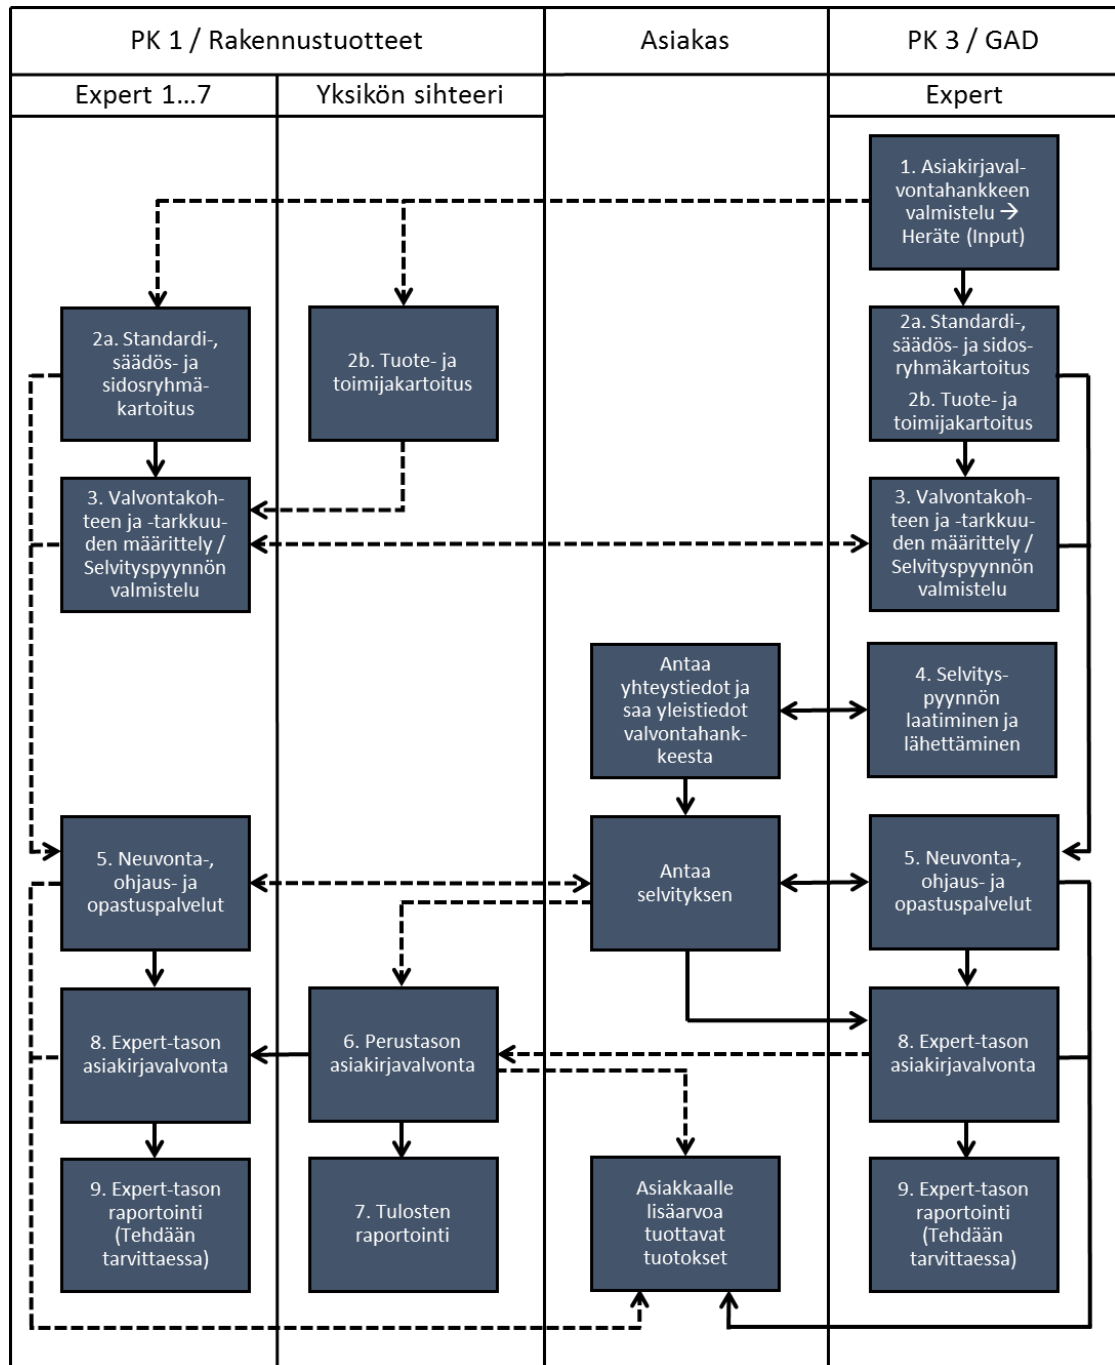 PK 1 / Rakennustuotteet
Asiakas
PK 3 / GAD
Expert 1...7
Yksikön sihteeri
Expert
1. Asiakirjaval-
vontahankkeen
valmistelu →
Heräte (Input)
2a. Standardi-,
säädös- ja
sidosryhmä-
kartoitus
2b. Tuote- ja
toimijakartoitus
2a. Standardi-,
säädös- ja sidos-
ryhmäkartoitus
2b. Tuote- ja
toimijakartoitus
3. Valvontakoh-
teen ja -tarkkuu-
den määrittely /
Selvityspyynnön
valmistelu
3. Valvontakoh-
teen ja -tarkkuu-
den määrittely /
Selvityspyynnön
valmistelu
Antaa
yhteystiedot ja
saa yleistiedot
valvontahank-
keesta
4. Selvitys-
pyynnön
laatiminen ja
lähettäminen
5. Neuvonta-,
ohjaus- ja
opastuspalvelut
Antaa
selvityksen
5. Neuvonta-,
ohjaus- ja
opastuspalvelut
8. Expert-tason
asiakirjavalvonta
6. Perustason
asiakirjavalvonta
8. Expert-tason
asiakirjavalvonta
9. Expert-tason
raportointi
(Tehdään
tarvittaessa)
7. Tulosten
raportointi
Asiakkaalle
lisäarvoa
tuottavat
tuotokset
9. Expert-tason
raportointi
(Tehdään
tarvittaessa)